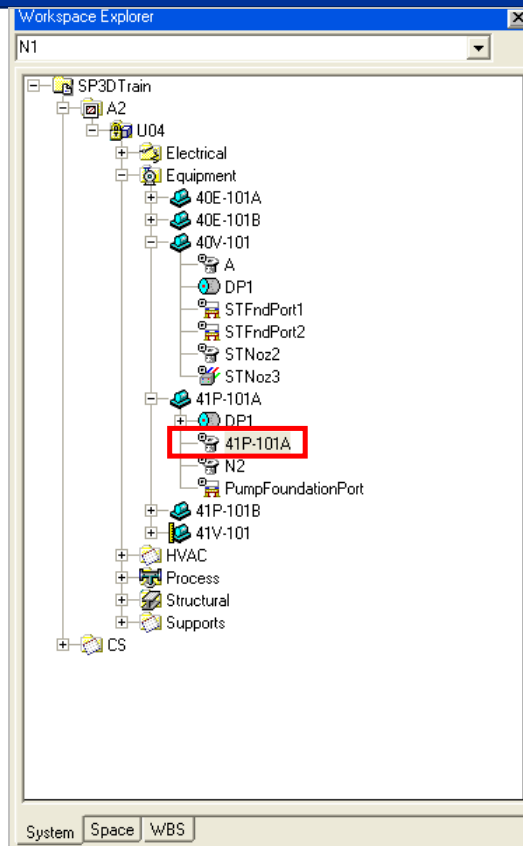 Workspace Explorer
N1
SP3DTrain
A2
U04
Electrical
Equipment
40E-101A
40E-101B
40V-101
A
DP1
STFndPort1
STFndPort2
STNoz2
STNoz3
41P-101A
DP1
41P-101A
N2
PumpFoundationPort
41P-101B
41V-101
HVAC
Process
Structural
Supports
CS
System Space WBS